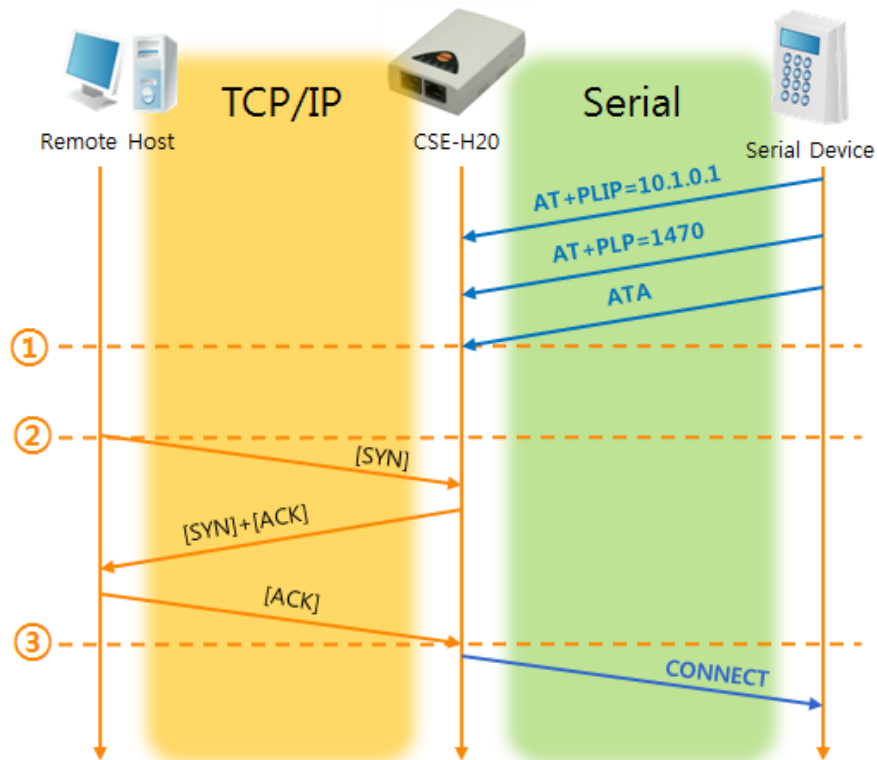 TCP/IP
Serial
Remote Host
CSE-H20
Serial Device
AT+PLIP=10.1.0.1
AT+PLP=1470
ATA
①
②
[SYN]
[SYN]+[ACK]
[ACK]
③
CONNECT